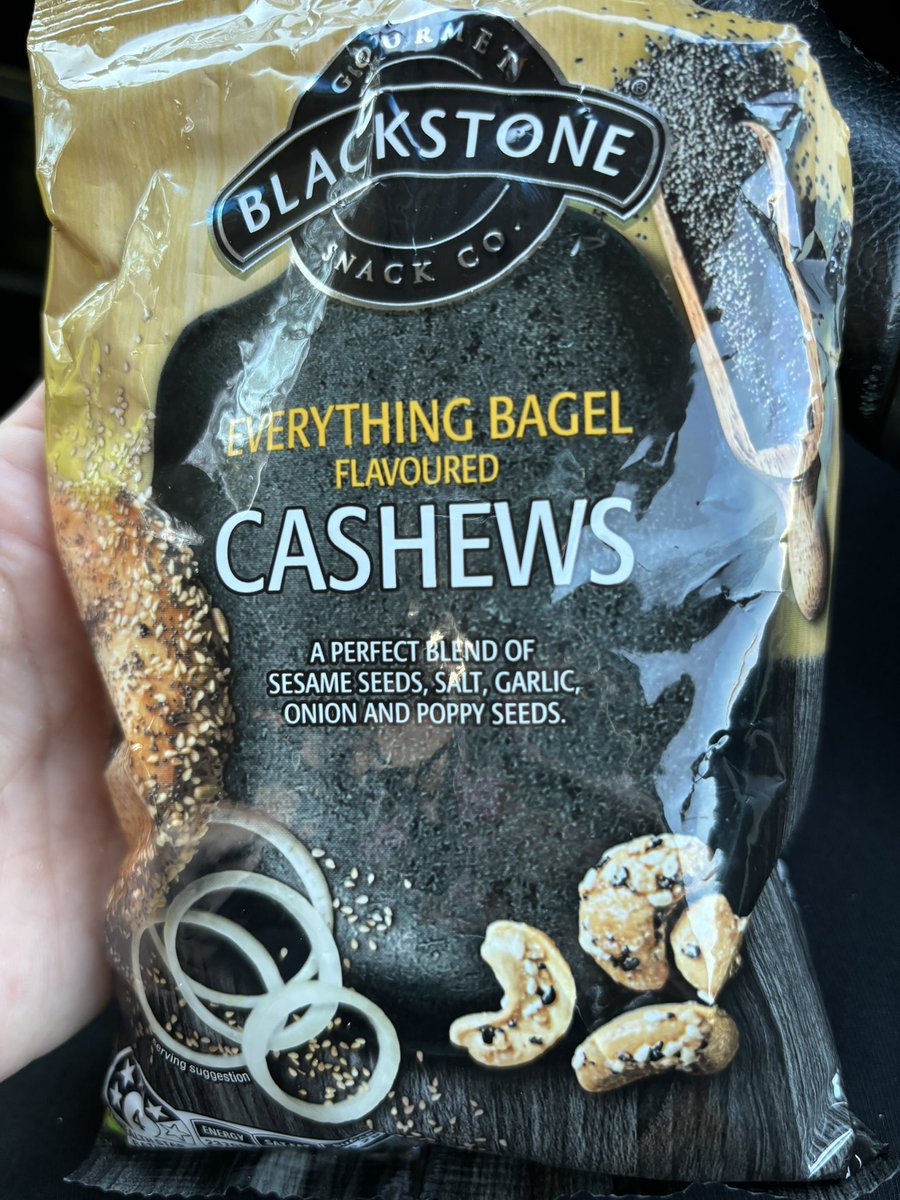 GOURMET
BLACKSTONE®
SNACK CO.
EVERYTHING BAGEL
FLAVOURED
CASHEWS
A PERFECT BLEND OF
SESAME SEEDS, SALT, GARLIC,
ONION AND POPPY SEEDS.
serving suggestion
ENERGY